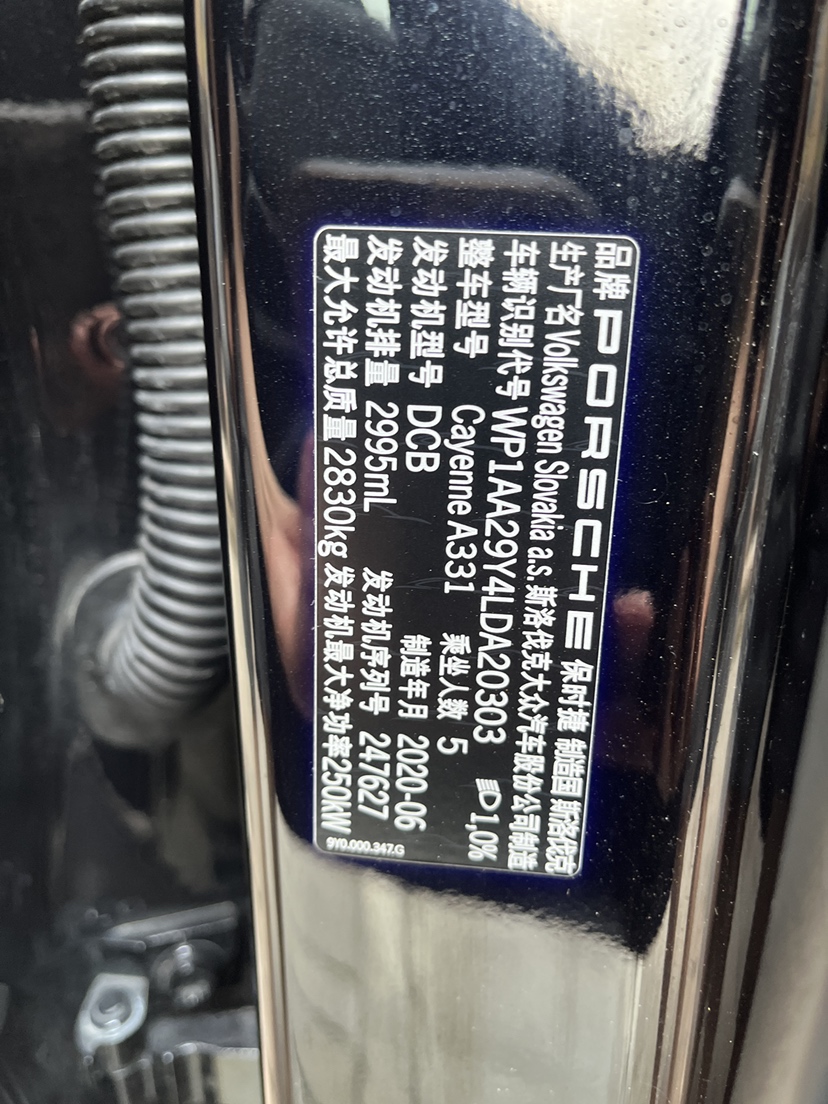 品牌 PORSCHE 保时捷 制造国 斯洛伐克
生产厂名 Volkswagen Slovakia a.s. 斯洛伐克大众汽车股份公司制造
车辆识别代号 WP1AA29Y4LDA20303
整车型号 Cayenne A331 乘坐人数 5 1,0%
发动机型号 DCB 制造年月 2020-06
发动机排量 2995mL 发动机序列号 247627
最大允许总质量 2830kg 发动机最大净功率250kW
9Y0.000.347.G